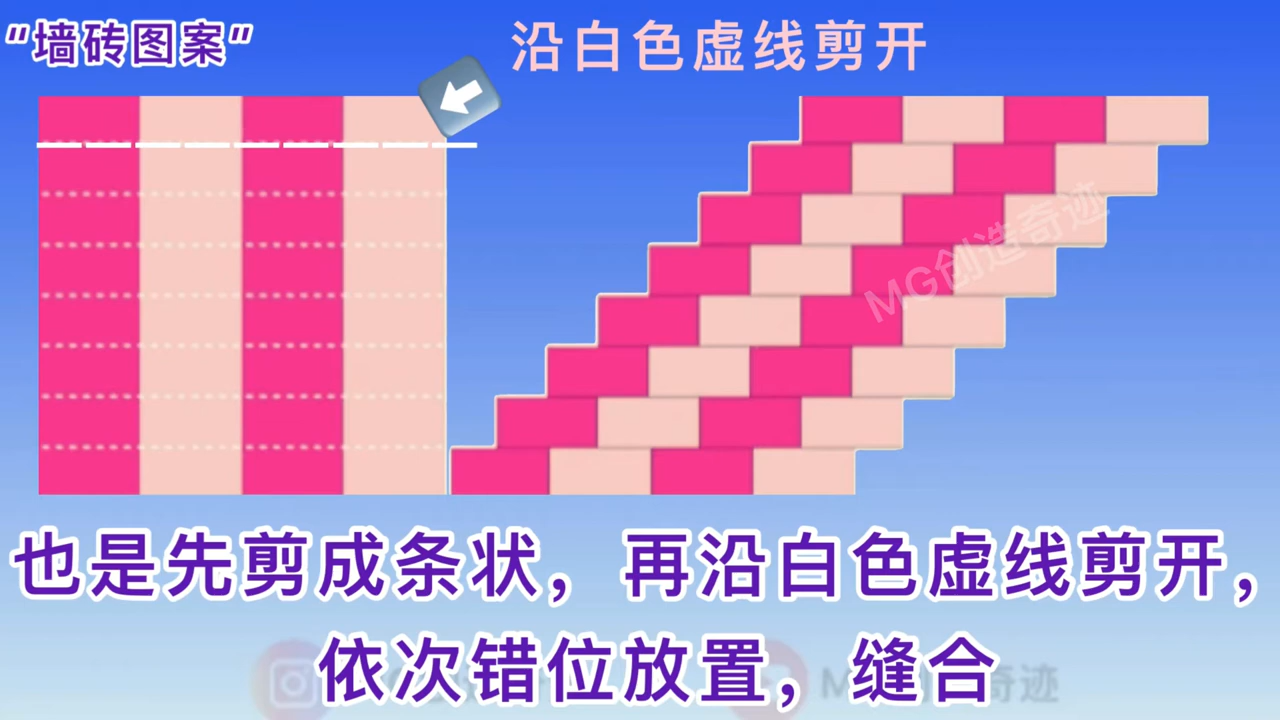 “墙砖图案”
沿白色虚线剪开
MG创造奇迹
也是先剪成条状，再沿白色虚线剪开，
依次错位放置，缝合